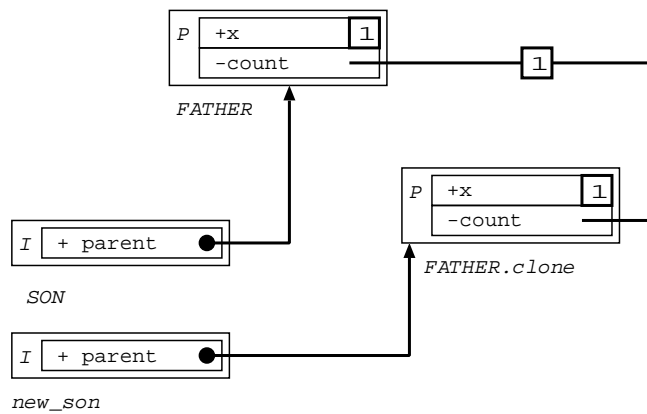 P +x 1
-count 1
FATHER
P +x 1
-count
FATHER.clone
I + parent
SON
I + parent
new_son